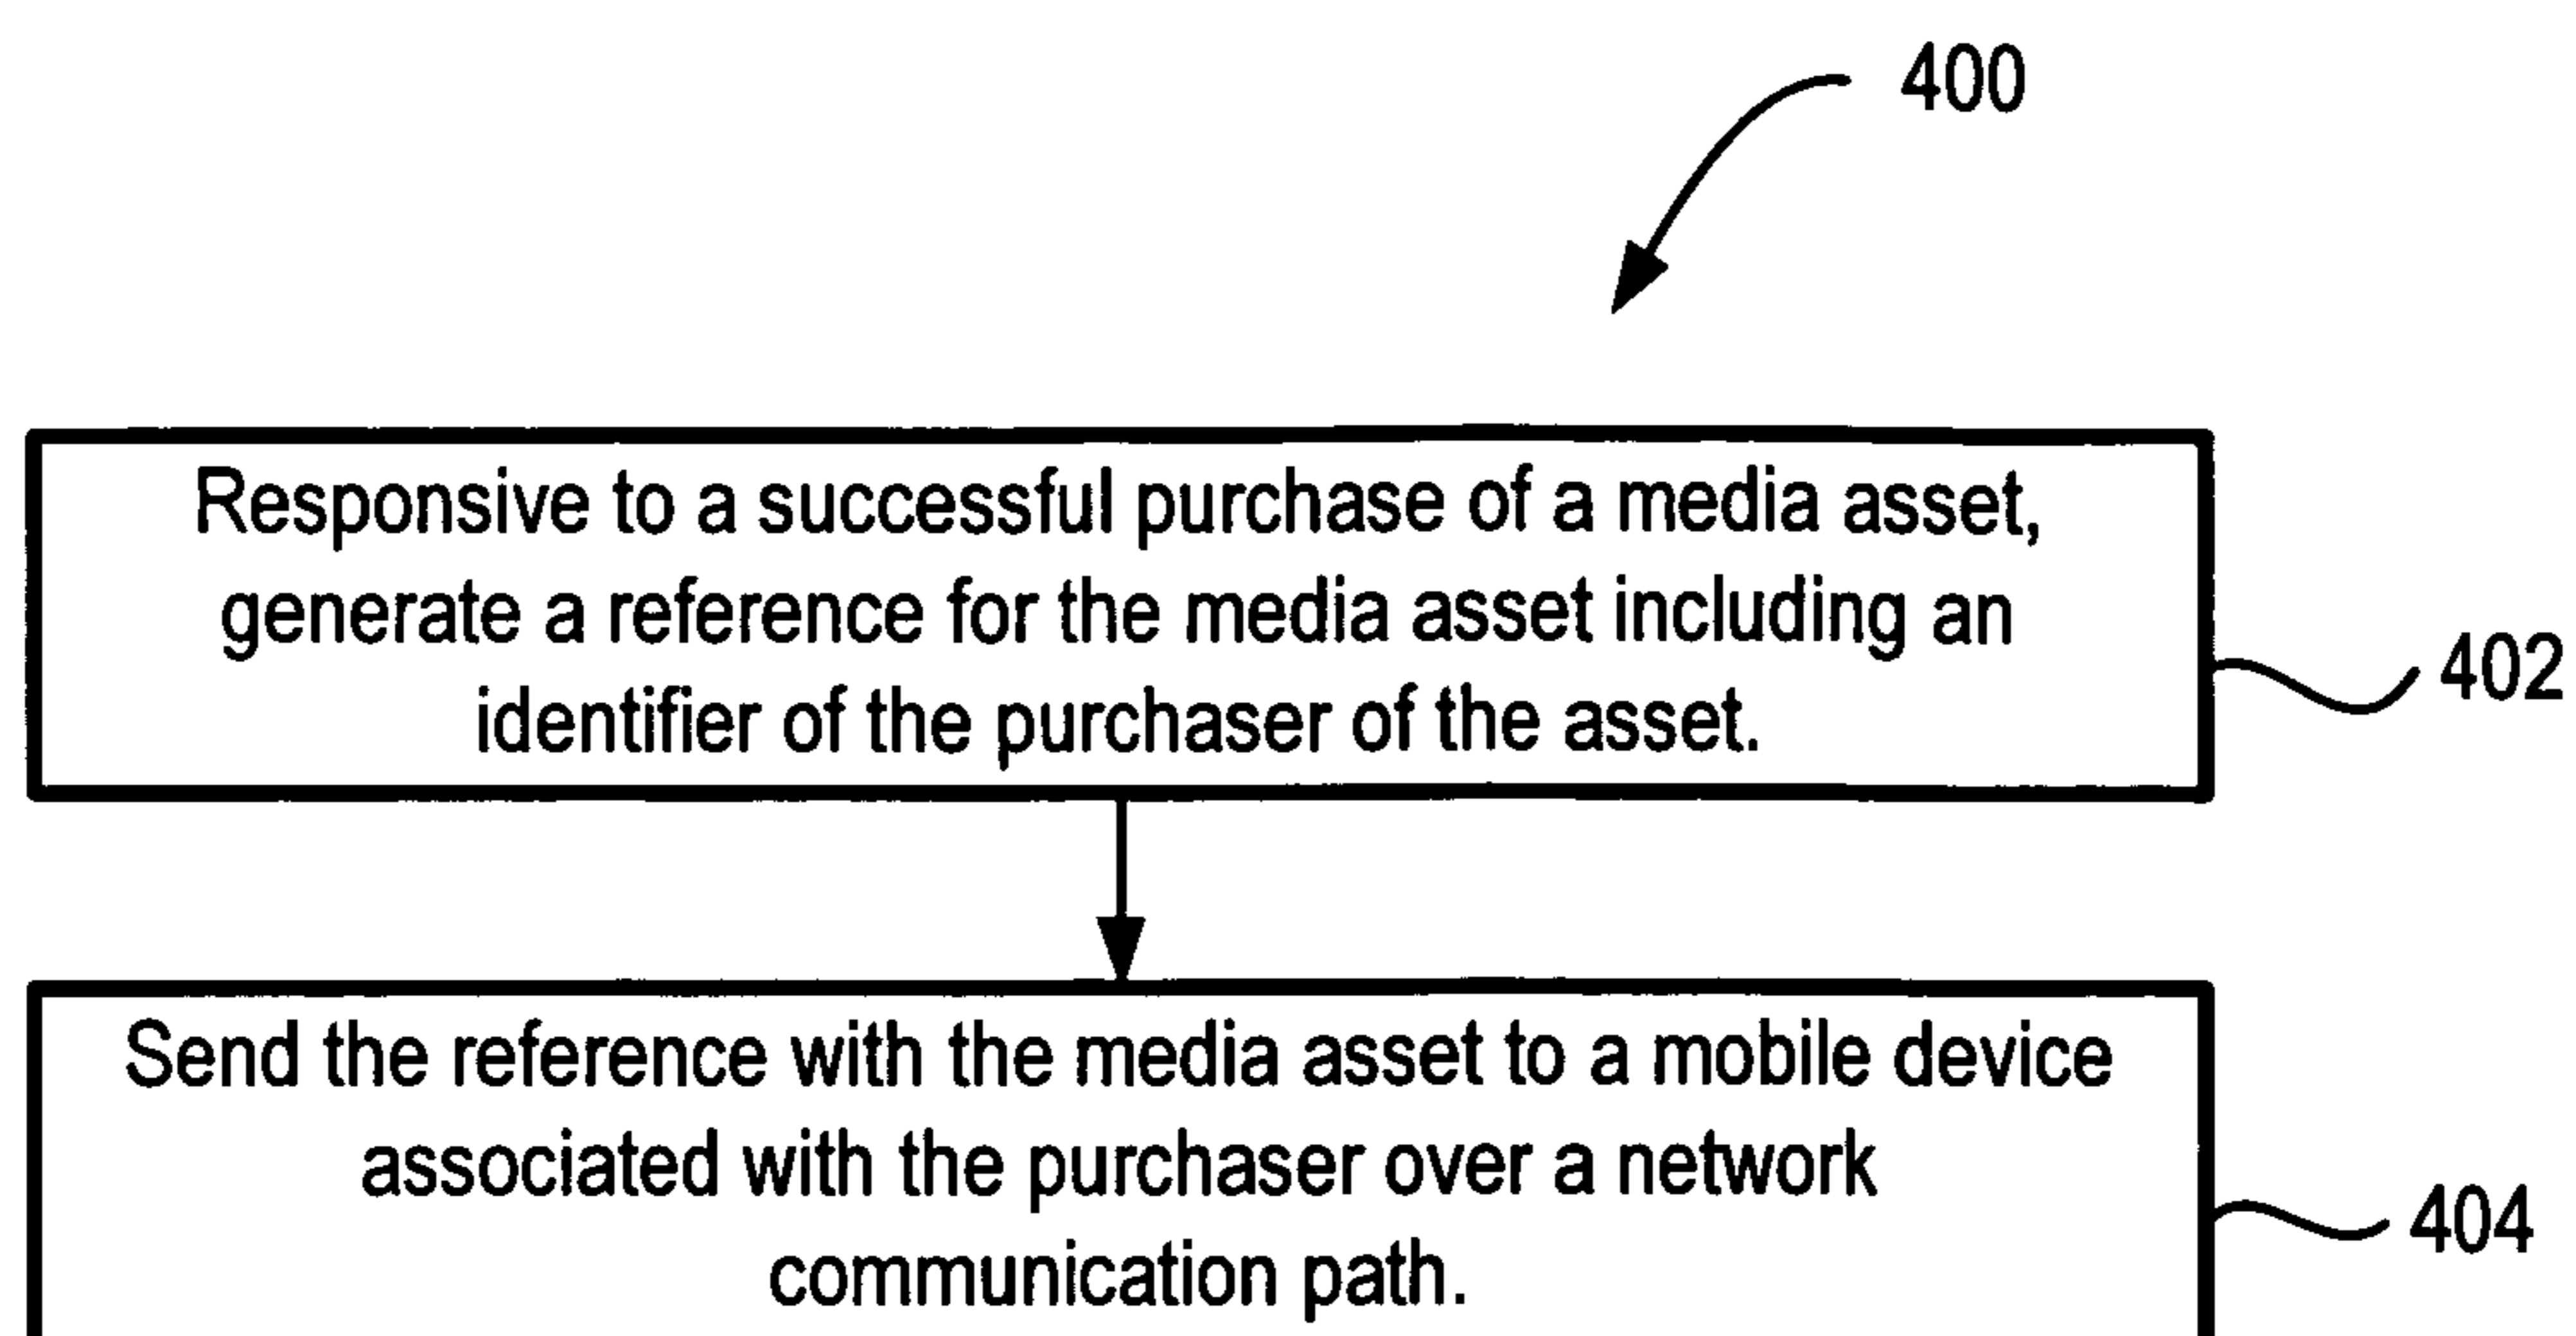 400
Responsive to a successful purchase of a media asset,
generate a reference for the media asset including an
identifier of the purchaser of the asset.
402
Send the reference with the media asset to a mobile device
associated with the purchaser over a network
communication path.
404